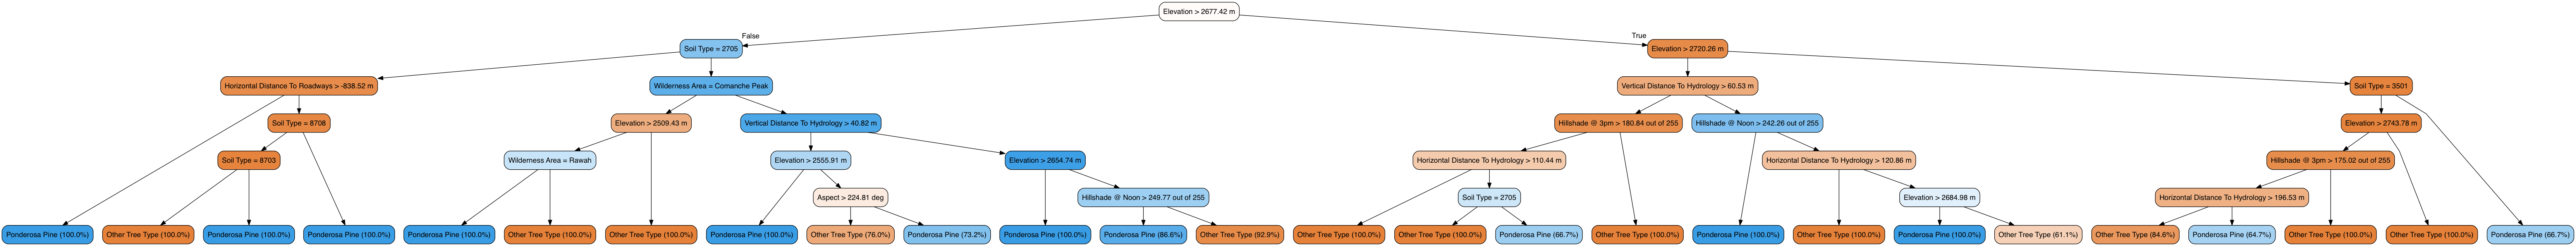 Elevation > 2677.42 m
False
True
Soil Type = 2705
Elevation > 2720.26 m
Horizontal Distance To Roadways > -838.52 m
Wilderness Area = Comanche Peak
Vertical Distance To Hydrology > 60.53 m
Soil Type = 3501
Soil Type = 8708
Elevation > 2509.43 m
Vertical Distance To Hydrology > 40.82 m
Hillshade @ 3pm > 180.84 out of 255
Hillshade @ Noon > 242.26 out of 255
Elevation > 2743.78 m
Soil Type = 8703
Wilderness Area = Rawah
Elevation > 2555.91 m
Elevation > 2654.74 m
Horizontal Distance To Hydrology > 110.44 m
Horizontal Distance To Hydrology > 120.86 m
Hillshade @ 3pm > 175.02 out of 255
Aspect > 224.81 deg
Hillshade @ Noon > 249.77 out of 255
Soil Type = 2705
Elevation > 2684.98 m
Horizontal Distance To Hydrology > 196.53 m
Ponderosa Pine (100.0%)
Other Tree Type (100.0%)
Ponderosa Pine (100.0%)
Ponderosa Pine (100.0%)
Ponderosa Pine (100.0%)
Other Tree Type (100.0%)
Other Tree Type (100.0%)
Ponderosa Pine (100.0%)
Other Tree Type (76.0%)
Ponderosa Pine (73.2%)
Ponderosa Pine (100.0%)
Ponderosa Pine (86.6%)
Other Tree Type (92.9%)
Other Tree Type (100.0%)
Other Tree Type (100.0%)
Ponderosa Pine (66.7%)
Other Tree Type (100.0%)
Ponderosa Pine (100.0%)
Other Tree Type (100.0%)
Ponderosa Pine (100.0%)
Other Tree Type (61.1%)
Other Tree Type (84.6%)
Ponderosa Pine (64.7%)
Other Tree Type (100.0%)
Other Tree Type (100.0%)
Ponderosa Pine (66.7%)